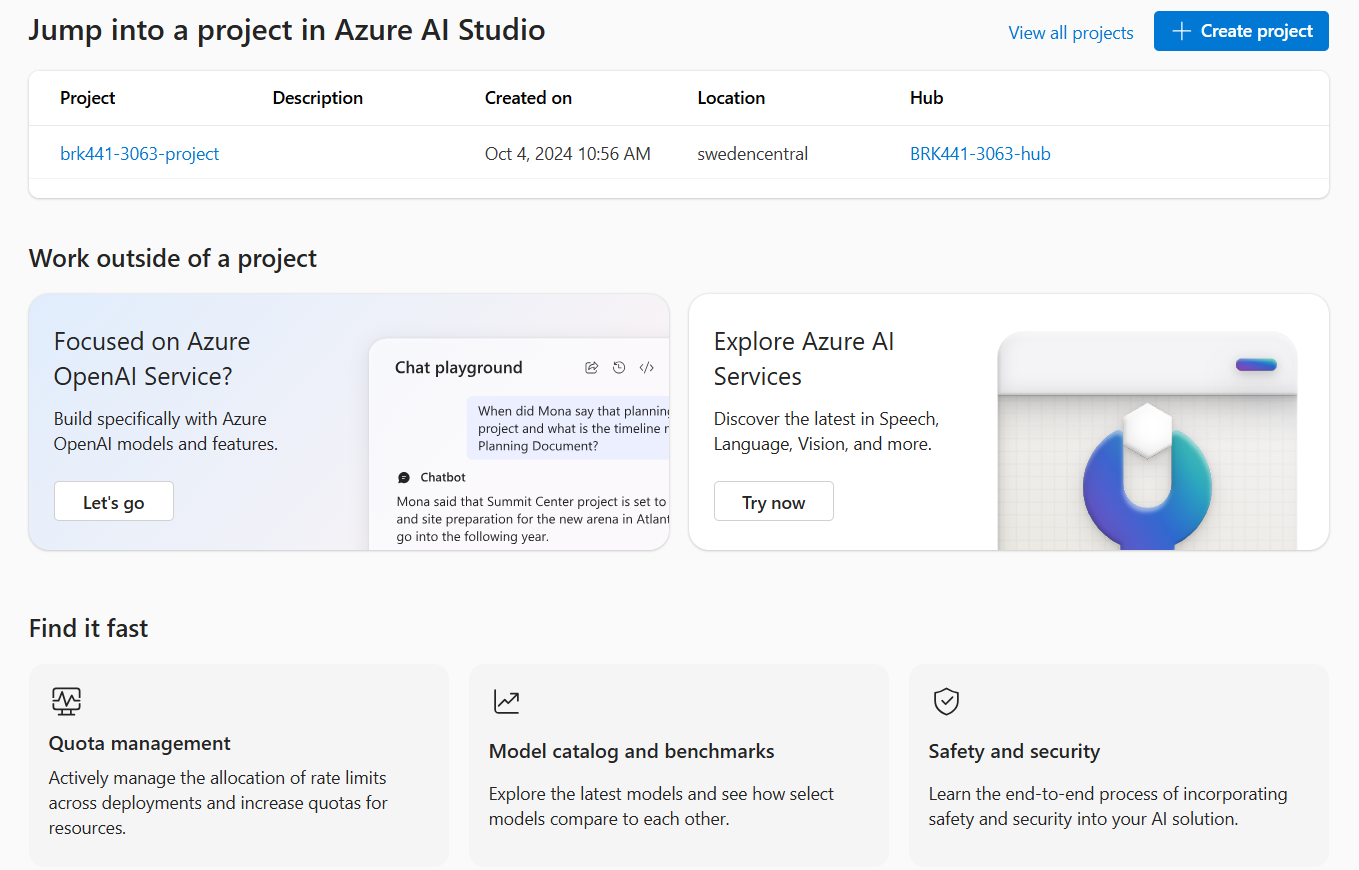 Jump into a project in Azure AI Studio
View all projects
Create project
Project Description Created on Location Hub
brk441-3063-project Oct 4, 2024 10:56 AM swedencentral BRK441-3063-hub
Work outside of a project
Focused on Azure
OpenAI Service?
Build specifically with Azure
OpenAI models and features.
Let's go
Chat playground
When did Mona say that planning
project and what is the timeline
Planning Document?
Chatbot
Mona said that Summit Center project is set to
and site preparation for the new arena in Atlant
go into the following year.
Explore Azure AI
Services
Discover the latest in Speech,
Language, Vision, and more.
Try now
Find it fast
Quota management
Actively manage the allocation of rate limits
across deployments and increase quotas for
resources.
Model catalog and benchmarks
Explore the latest models and see how select
models compare to each other.
Safety and security
Learn the end-to-end process of incorporating
safety and security into your AI solution.